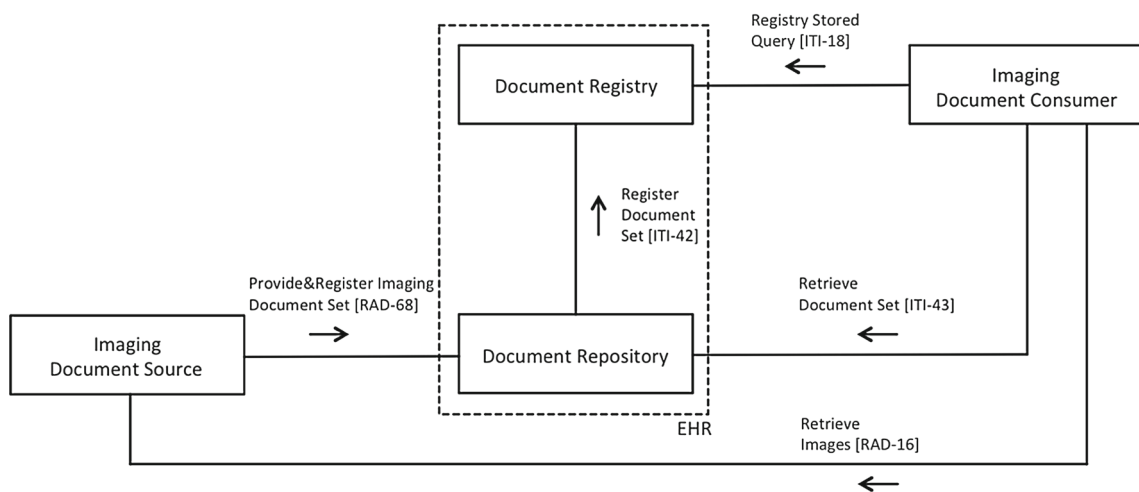 Registry Stored
Query [ITI-18]
Document Registry
Imaging
Document Consumer
Register
Document
Set [ITI-42]
Provide&Register Imaging
Document Set [RAD-68]
Retrieve
Document Set [ITI-43]
Imaging
Document Source
Document Repository
EHR
Retrieve
Images [RAD-16]